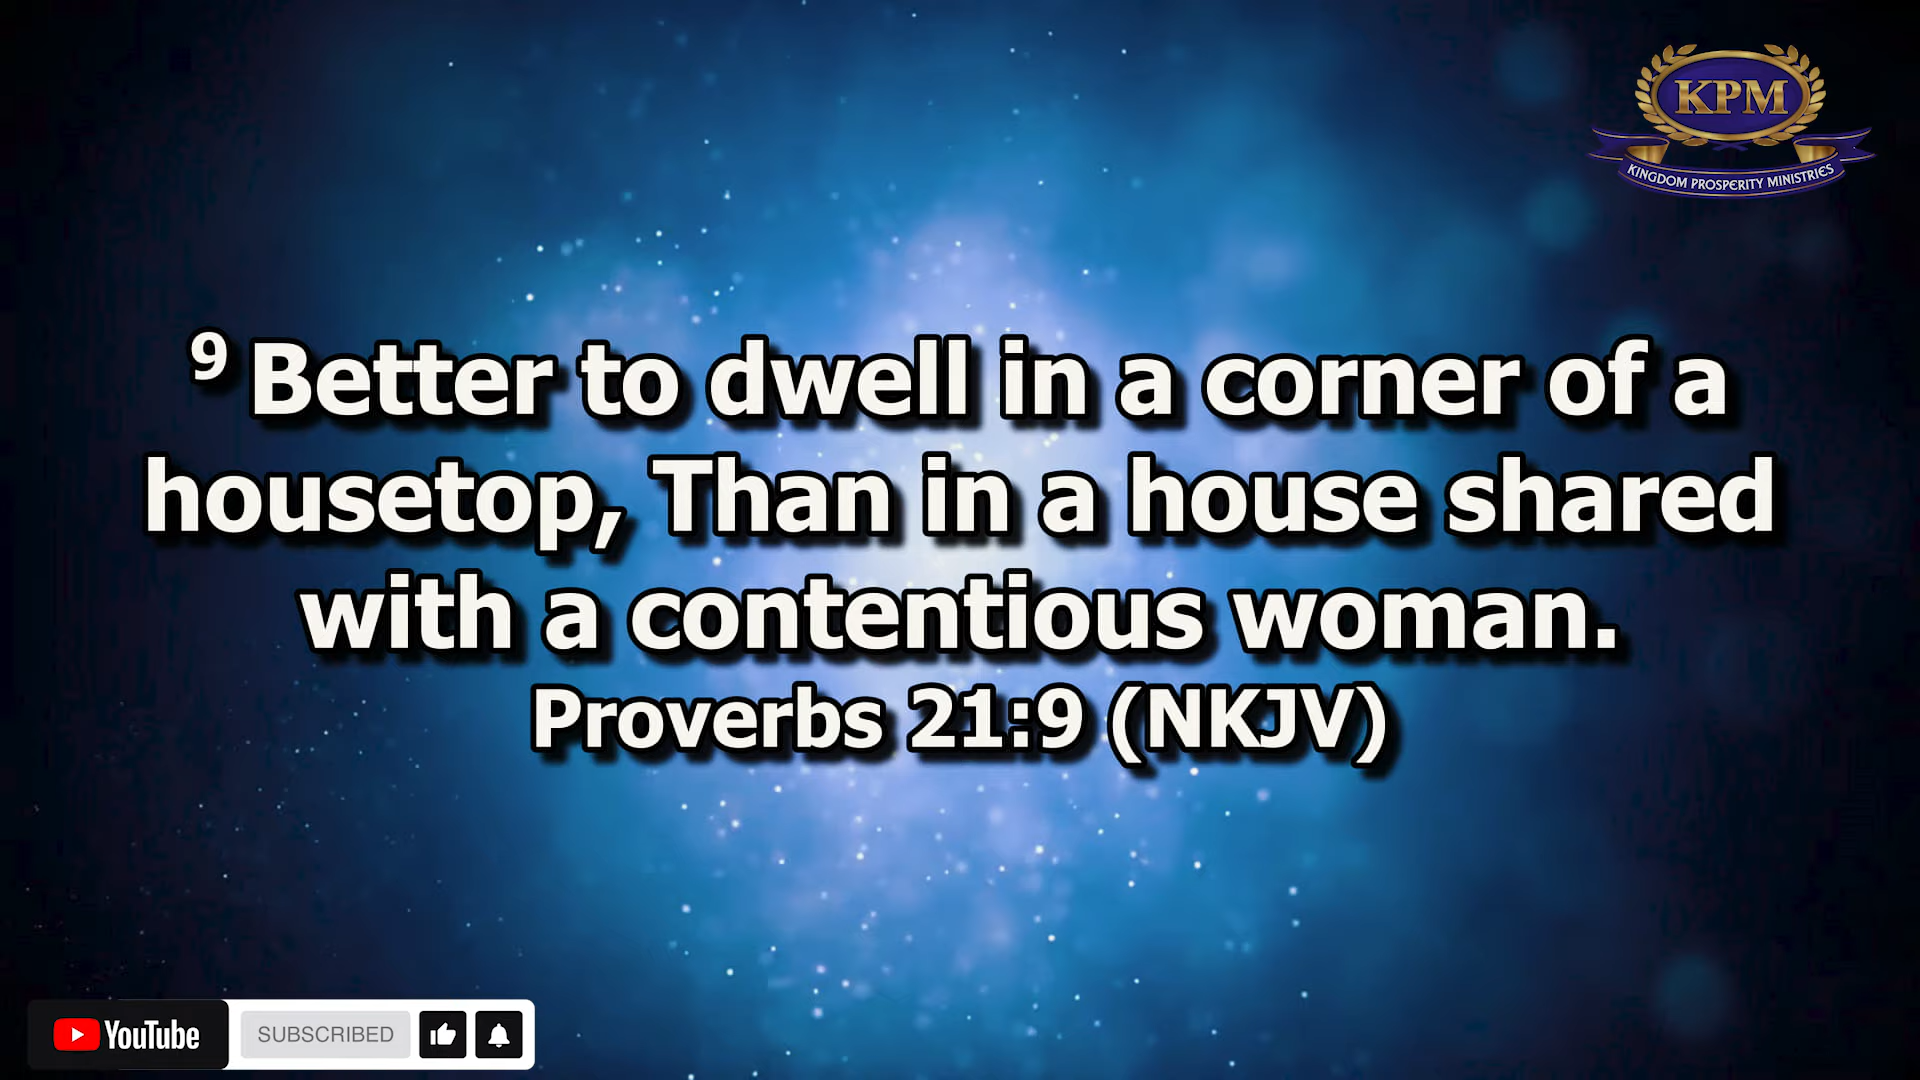 KPM
KINGDOM PROSPERITY MINISTRIES
9 Better to dwell in a corner of a
housetop, Than in a house shared
with a contentious woman.
Proverbs 21:9 (NKJV)
YouTube SUBSCRIBED